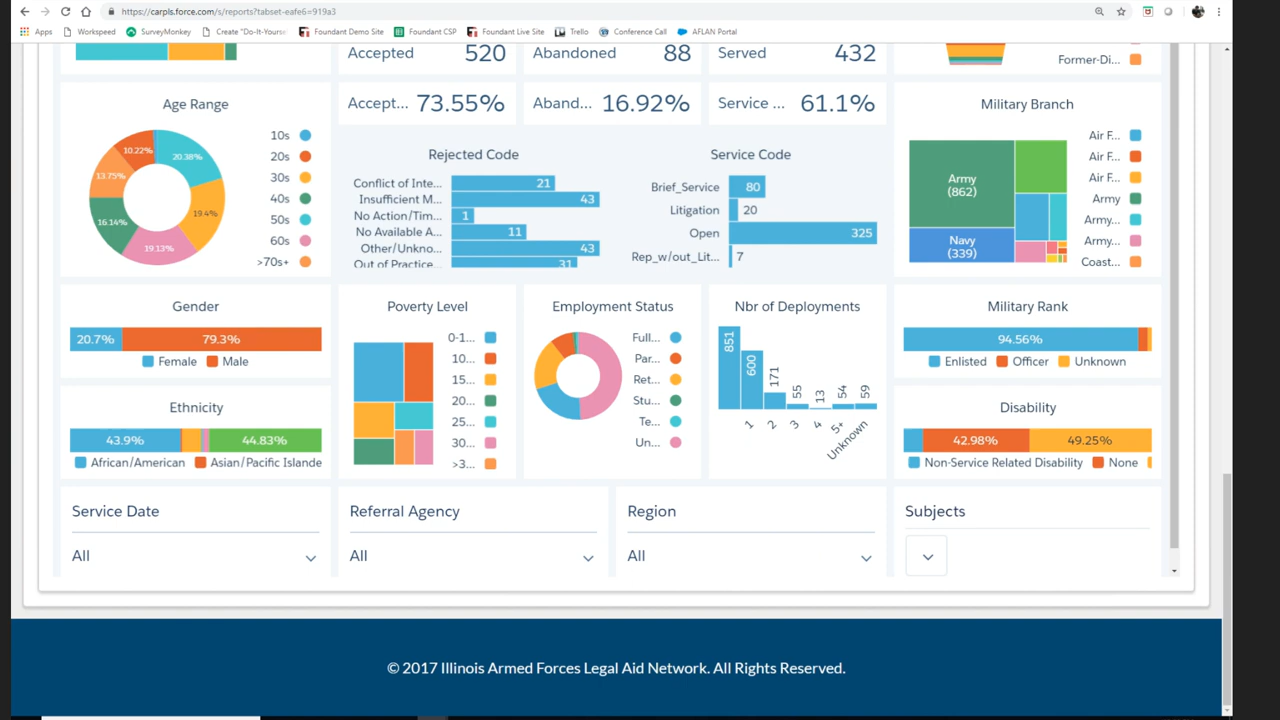 https://carpls.force.com/s/reports?tabset-eafe6=919a3
Apps Workspeed SurveyMonkey Create "Do-It-Yourse Foundant Demo Site Foundant CSP Foundant Live Site Trello Conference Call AFLAN Portal
Accepted 520
Abandoned 88
Served 432
Former-Di...
Age Range
10.22%
20.38%
13.75%
19.4%
16.14%
19.13%
10s
20s
30s
40s
50s
60s
>70s+
Accept... 73.55%
Aband... 16.92%
Service ... 61.1%
Rejected Code
Conflict of Inte... 21
Insufficient M... 43
No Action/Tim... 1
No Available A... 11
Other/Unkno... 43
Out of Practice... 31
Service Code
Brief_Service 80
Litigation 20
Open 325
Rep_w/out_Lit... 7
Military Branch
Army
(862)
Navy
(339)
Air F...
Air F...
Air F...
Army
Army...
Army...
Coast...
Gender
20.7% 79.3%
Female Male
Poverty Level
0-1...
10...
15...
20...
25...
30...
>3...
Employment Status
Full...
Par...
Ret...
Stu...
Te...
Un...
Nbr of Deployments
851
600
171
55
13
54
59
1
2
3
4
5+
Unknown
Military Rank
94.56%
Enlisted Officer Unknown
Ethnicity
43.9% 44.83%
African/American Asian/Pacific Islande
Disability
42.98% 49.25%
Non-Service Related Disability None
Service Date
All
Referral Agency
All
Region
All
Subjects
© 2017 Illinois Armed Forces Legal Aid Network. All Rights Reserved.